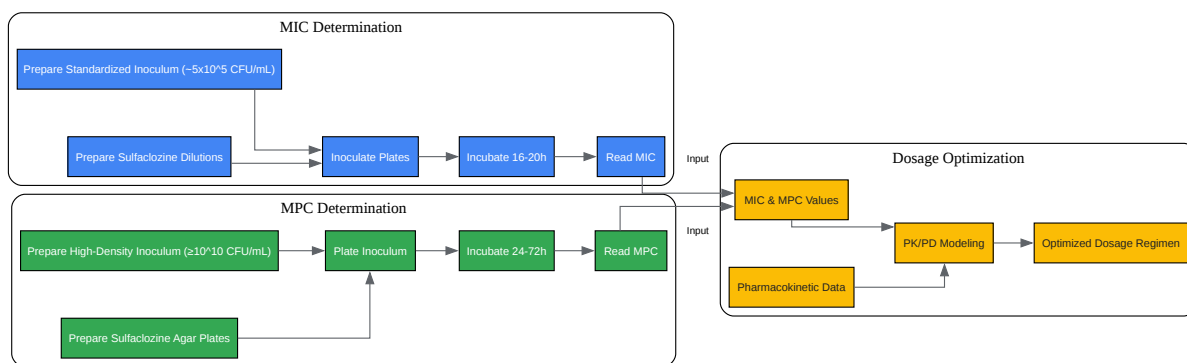 MIC Determination
Prepare Standardized Inoculum (~5x10^5 CFU/mL)
Prepare Sulfaclozine Dilutions
Inoculate Plates
Incubate 16-20h
Read MIC
Input
MPC Determination
Prepare High-Density Inoculum (≥10^10 CFU/mL)
Plate Inoculum
Incubate 24-72h
Read MPC
Input
Prepare Sulfaclozine Agar Plates
Dosage Optimization
MIC & MPC Values
PK/PD Modeling
Optimized Dosage Regimen
Pharmacokinetic Data